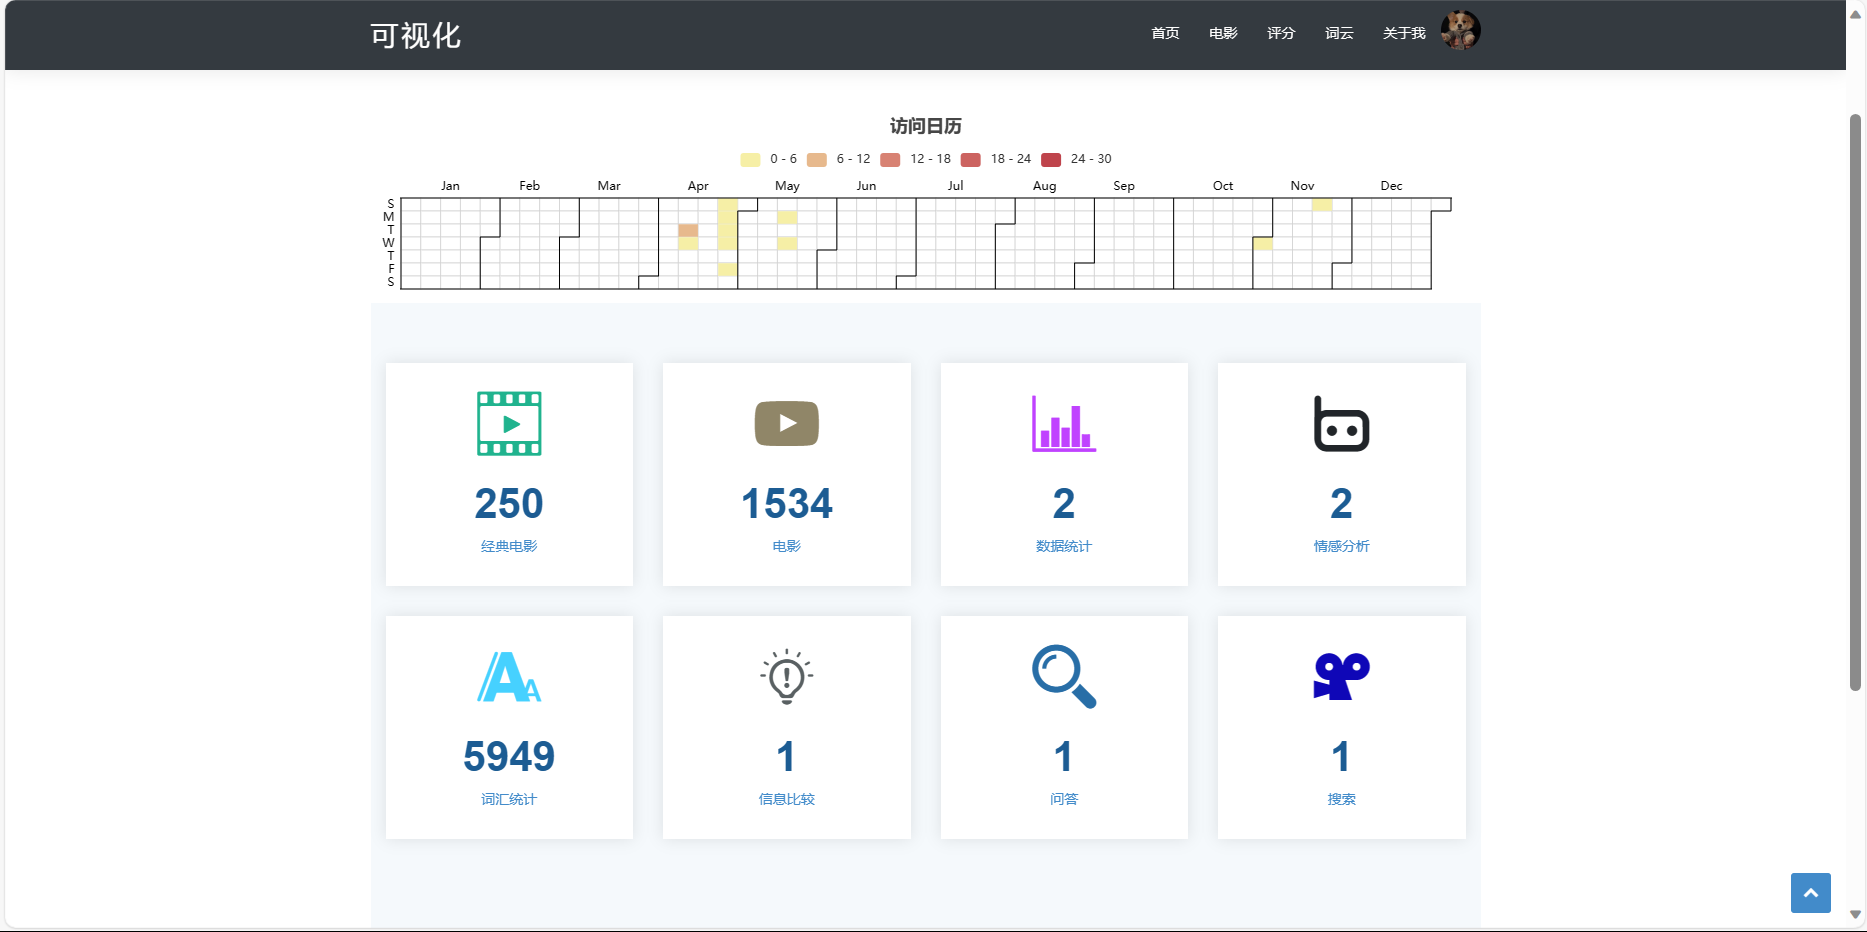 可视化
首页 电影 评分 词云 关于我
访问日历
0 - 6 6 - 12 12 - 18 18 - 24 24 - 30
Jan Feb Mar Apr May Jun Jul Aug Sep Oct Nov Dec
S
M
T
W
T
F
S
250
经典电影
1534
电影
2
数据统计
2
情感分析
5949
词汇统计
1
信息比较
1
问答
1
搜索